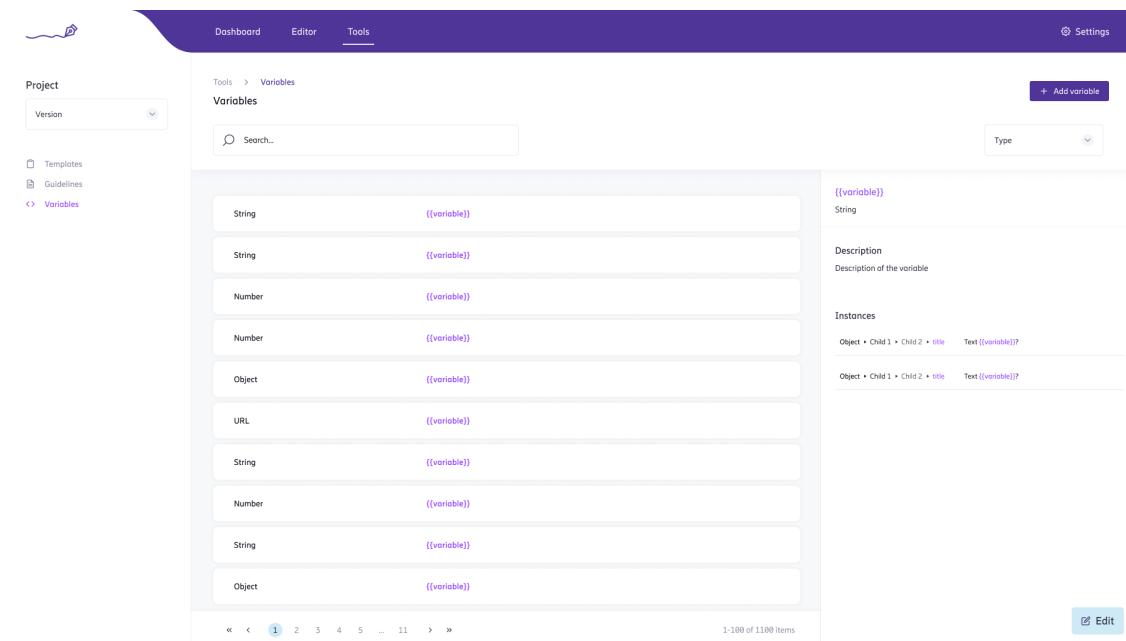 Dashboard Editor Tools Settings
Project
Version
Templates
Guidelines
<> Variables
Tools > Variables
Variables
+ Add variable
Search...
Type
String {{variable}}
String {{variable}}
Number {{variable}}
Number {{variable}}
Object {{variable}}
URL {{variable}}
String {{variable}}
Number {{variable}}
String {{variable}}
Object {{variable}}
« ‹ 1 2 3 4 5 ... 11 › »
1-100 of 1100 items
{{variable}}
String
Description
Description of the variable
Instances
Object ‣ Child 1 ‣ Child 2 ‣ title Text {{variable}}?
Object ‣ Child 1 ‣ Child 2 ‣ title Text {{variable}}?
Edit